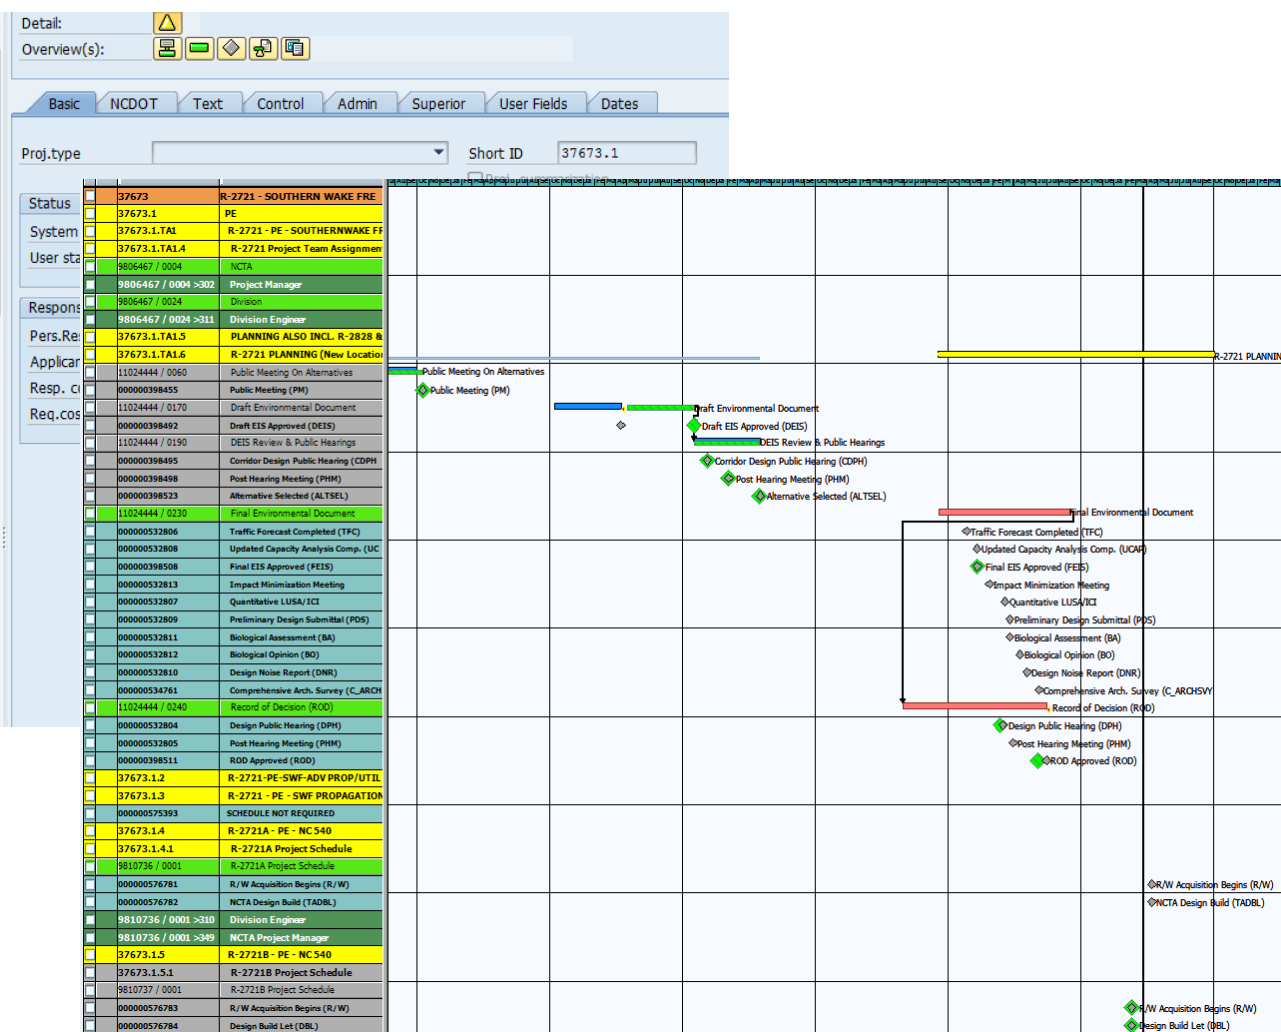 Detail:
Overview(s):
Basic NCDOT Text Control Admin Superior User Fields Dates
Proj.type Short ID 37673.1
Status
System
User sta
Respons
Pers.Re
Applicar
Resp. c
Req.cos
37673 R-2721 - SOUTHERN WAKE FRE
37673.1 PE
37673.1.TA1 R-2721 - PE - SOUTHERNWAKE FF
37673.1.TA1.4 R-2721 Project Team Assignmen
9806467 / 0004 NCTA
9806467 / 0004 >302 Project Manager
9806467 / 0024 Division
9806467 / 0024 >311 Division Engineer
37673.1.TA1.5 PLANNING ALSO INCL. R-2828 &
37673.1.TA1.6 R-2721 PLANNING (New Location R-2721 PLANNIN
11024444 / 0060 Public Meeting On Alternatives Public Meeting On Alternatives
000000398455 Public Meeting (PM) Public Meeting (PM)
11024444 / 0170 Draft Environmental Document Draft Environmental Document
000000398492 Draft EIS Approved (DEIS) Draft EIS Approved (DEIS)
11024444 / 0190 DEIS Review & Public Hearings DEIS Review & Public Hearings
000000398495 Corridor Design Public Hearing (CDPH Corridor Design Public Hearing (CDPH)
000000398498 Post Hearing Meeting (PHM) Post Hearing Meeting (PHM)
000000398523 Alternative Selected (ALTSEL) Alternative Selected (ALTSEL)
11024444 / 0230 Final Environmental Document Final Environmental Document
000000532806 Traffic Forecast Completed (TFC) Traffic Forecast Completed (TFC)
000000532808 Updated Capacity Analysis Comp. (UC Updated Capacity Analysis Comp. (UCAP)
000000398508 Final EIS Approved (FEIS) Final EIS Approved (FEIS)
000000532813 Impact Minimization Meeting Impact Minimization Meeting
000000532807 Quantitative LUSA/ICI Quantitative LUSA/ICI
000000532809 Preliminary Design Submittal (PDS) Preliminary Design Submittal (PDS)
000000532811 Biological Assessment (BA) Biological Assessment (BA)
000000532812 Biological Opinion (BO) Biological Opinion (BO)
000000532810 Design Noise Report (DNR) Design Noise Report (DNR)
000000534761 Comprehensive Arch. Survey (C_ARCH Comprehensive Arch. Survey (C_ARCHSVY
11024444 / 0240 Record of Decision (ROD) Record of Decision (ROD)
000000532804 Design Public Hearing (DPH) Design Public Hearing (DPH)
000000532805 Post Hearing Meeting (PHM) Post Hearing Meeting (PHM)
000000398511 ROD Approved (ROD) ROD Approved (ROD)
37673.1.2 R-2721-PE-SWF-ADV PROP/UTIL
37673.1.3 R-2721 - PE - SWF PROPAGATION
000000575393 SCHEDULE NOT REQUIRED
37673.1.4 R-2721A - PE - NC 540
37673.1.4.1 R-2721A Project Schedule
9810736 / 0001 R-2721A Project Schedule
000000576781 R/W Acquisition Begins (R/W) R/W Acquisition Begins (R/W)
000000576782 NCTA Design Build (TADBL) NCTA Design Build (TADBL)
9810736 / 0001 >310 Division Engineer
9810736 / 0001 >349 NCTA Project Manager
37673.1.5 R-2721B - PE - NC 540
37673.1.5.1 R-2721B Project Schedule
9810737 / 0001 R-2721B Project Schedule
000000576783 R/W Acquisition Begins (R/W) R/W Acquisition Begins (R/W)
000000576784 Design Build Let (DBL) Design Build Let (DBL)